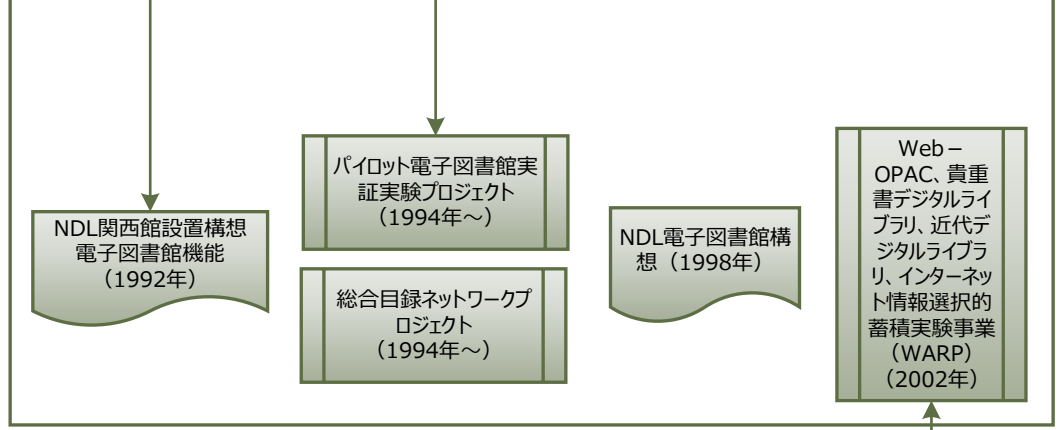 NDL関西館設置構想
電子図書館機能
（1992年）
パイロット電子図書館実
証実験プロジェクト
（1994年～）
総合目録ネットワークプ
ロジェクト
（1994年～）
NDL電子図書館構
想（1998年）
Web－
OPAC、貴重
書デジタルライ
ブラリ、近代デ
ジタルライブラ
リ、インターネッ
ト情報選択的
蓄積実験事業
（WARP）
（2002年）